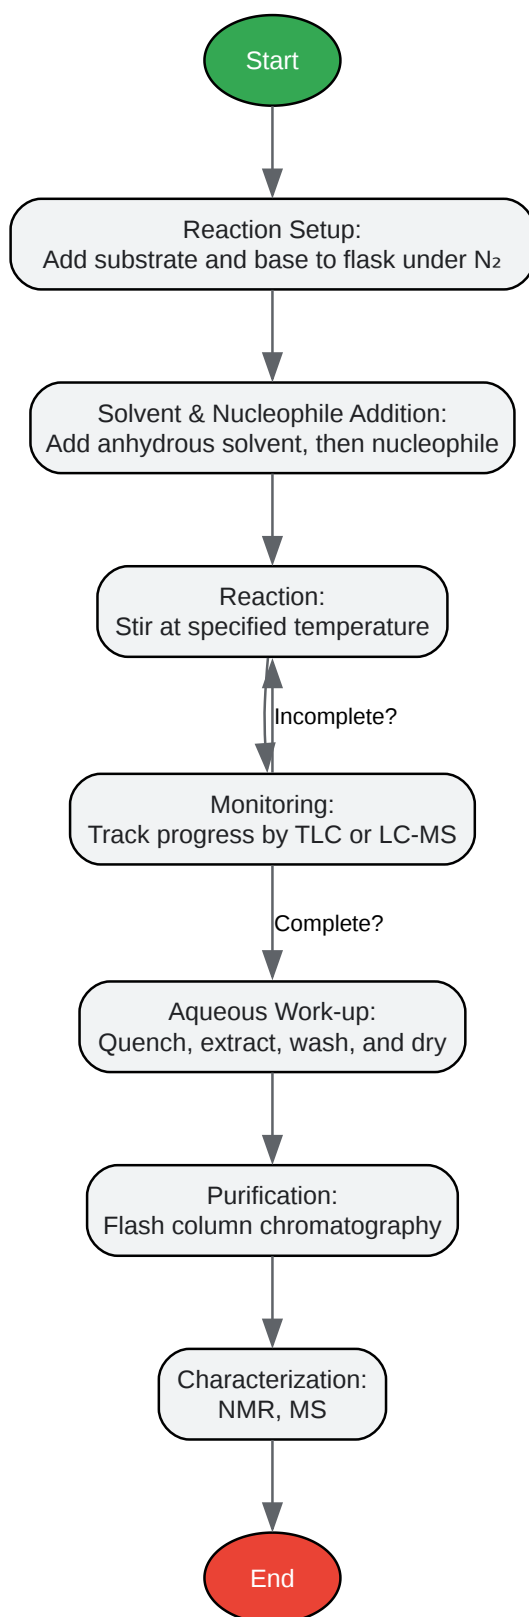 Start
Reaction Setup:
Add substrate and base to flask under N₂
Solvent & Nucleophile Addition:
Add anhydrous solvent, then nucleophile
Reaction:
Stir at specified temperature
Incomplete?
Monitoring:
Track progress by TLC or LC-MS
Complete?
Aqueous Work-up:
Quench, extract, wash, and dry
Purification:
Flash column chromatography
Characterization:
NMR, MS
End